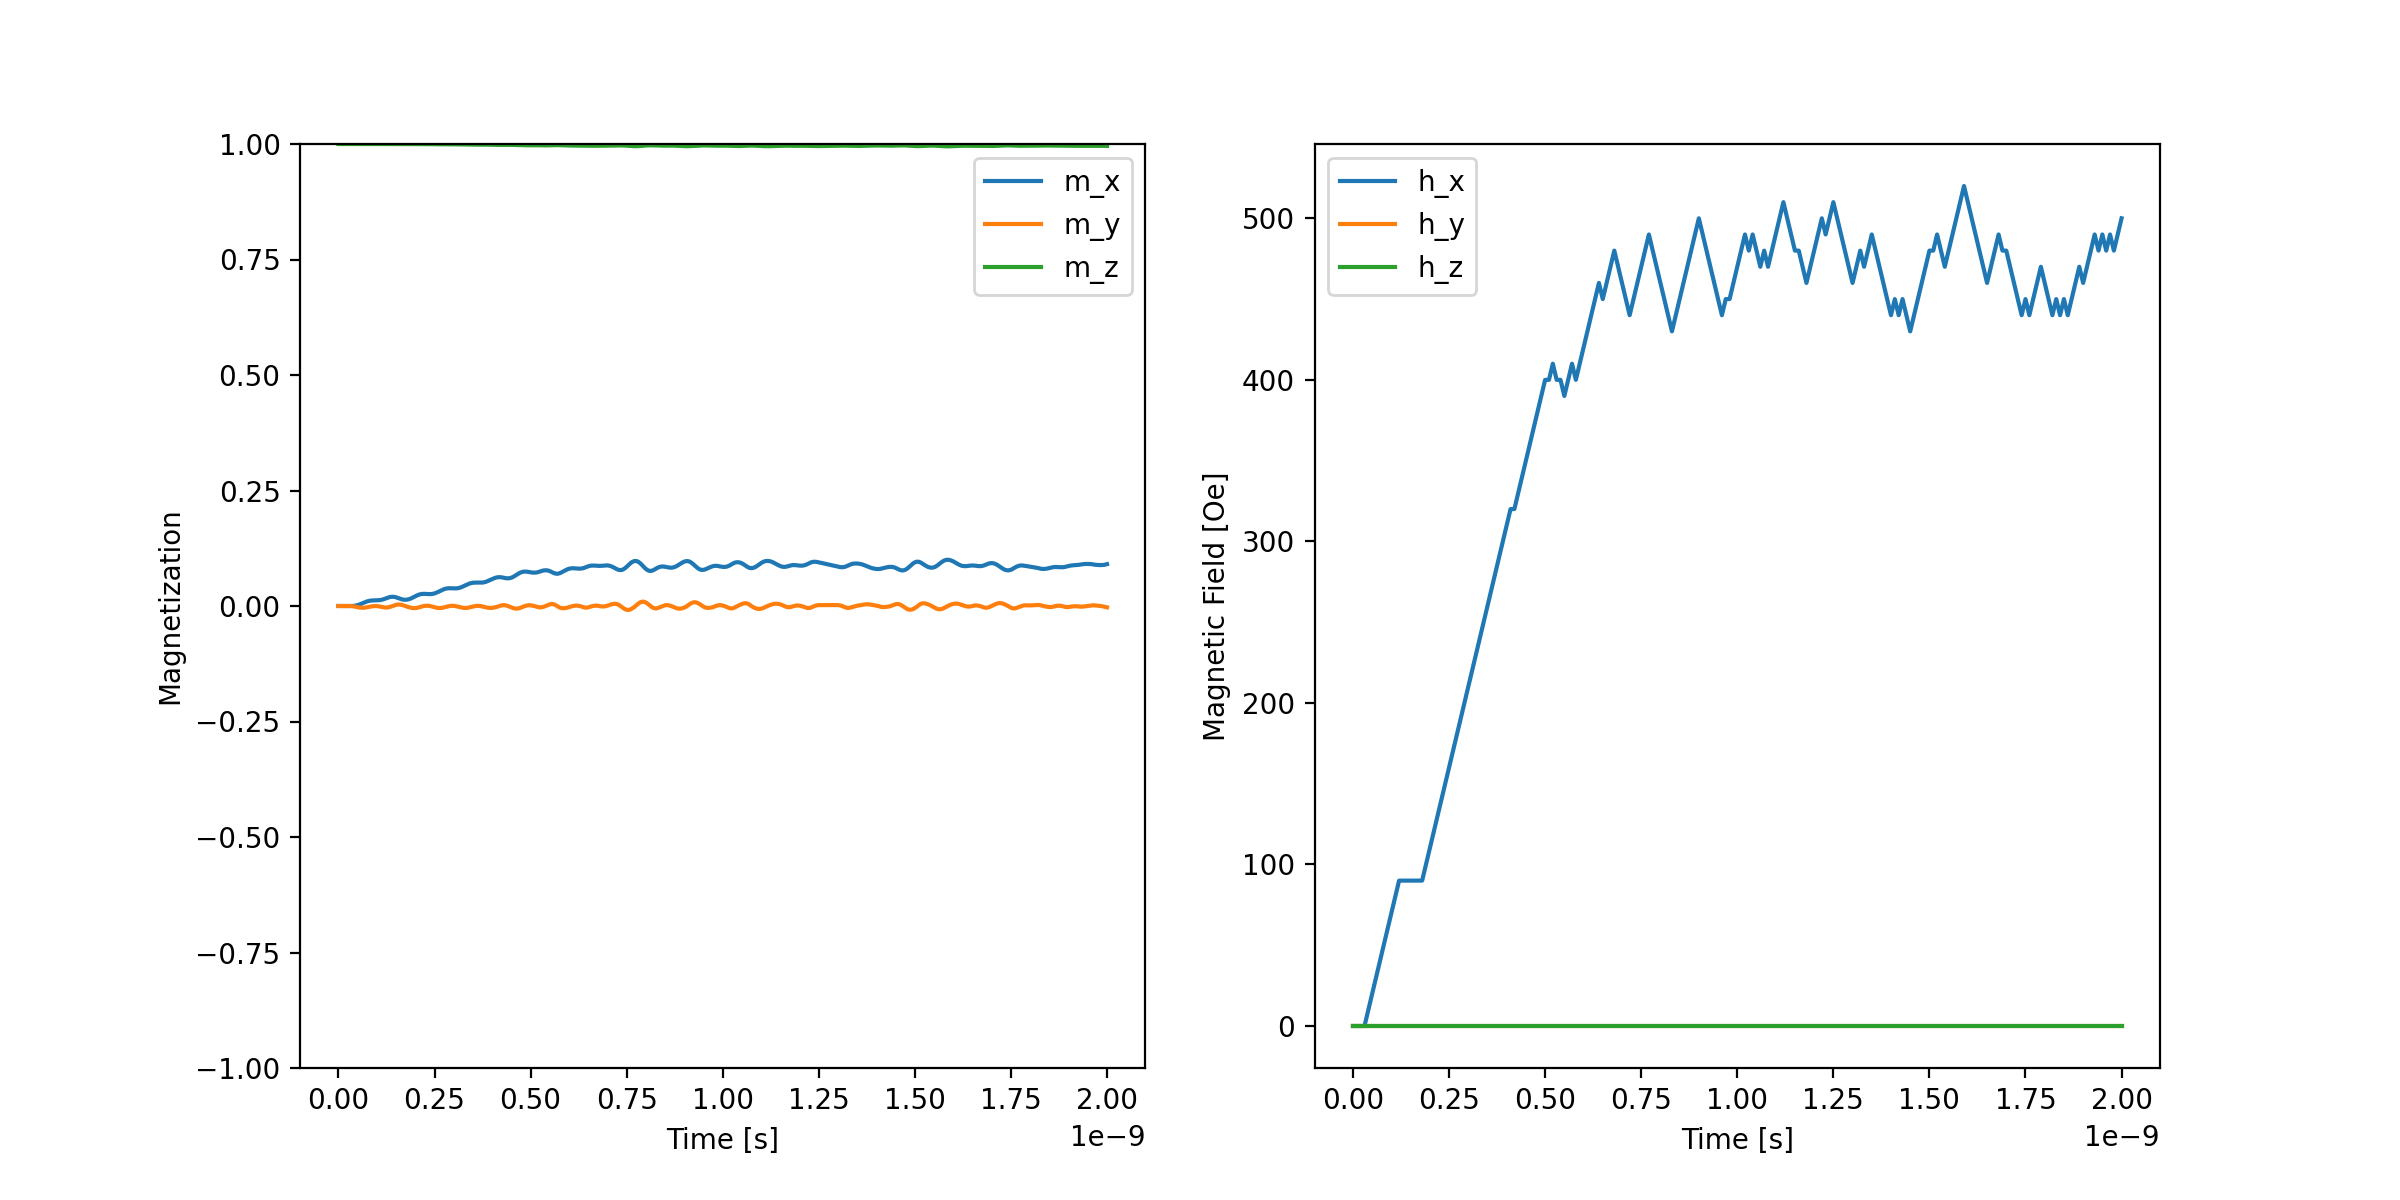 1.00
0.75
0.50
0.25
0.00
−0.25
−0.50
−0.75
−1.00
Magnetization
m_x
m_y
m_z
0.00 0.25 0.50 0.75 1.00 1.25 1.50 1.75 2.00
Time [s]
1e−9
500
400
300
200
100
0
Magnetic Field [Oe]
h_x
h_y
h_z
0.00 0.25 0.50 0.75 1.00 1.25 1.50 1.75 2.00
Time [s]
1e−9